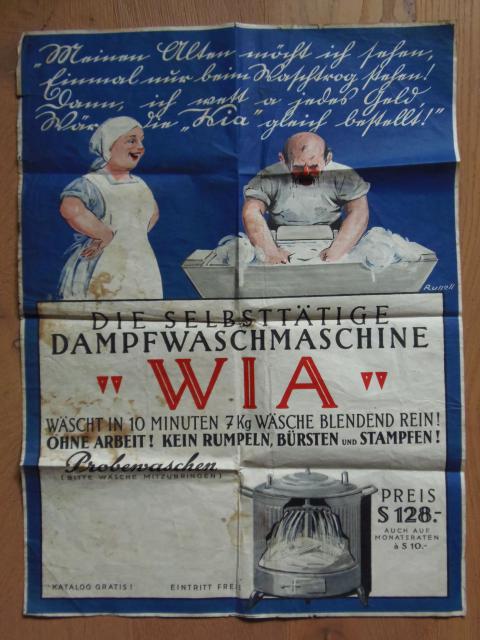 „Meinen Alten möcht ich sehen,
Einmal nur beim Waschtrog stehen!
Dann, ich wett a jedes Geld,
Wär die „Wia" gleich bestellt!"
Russell
DIE SELBSTTÄTIGE
DAMPFWASCHMASCHINE
"WIA"
WÄSCHT IN 10 MINUTEN 7 Kg WÄSCHE BLENDEND REIN!
OHNE ARBEIT! KEIN RUMPELN, BÜRSTEN UND STAMPFEN!
Probewaschen
(BITTE WÄSCHE MITZUBRINGEN)
PREIS
S 128.-
AUCH AUF
MONATSRATEN
à S 10.-
KATALOG GRATIS! EINTRITT FREI!